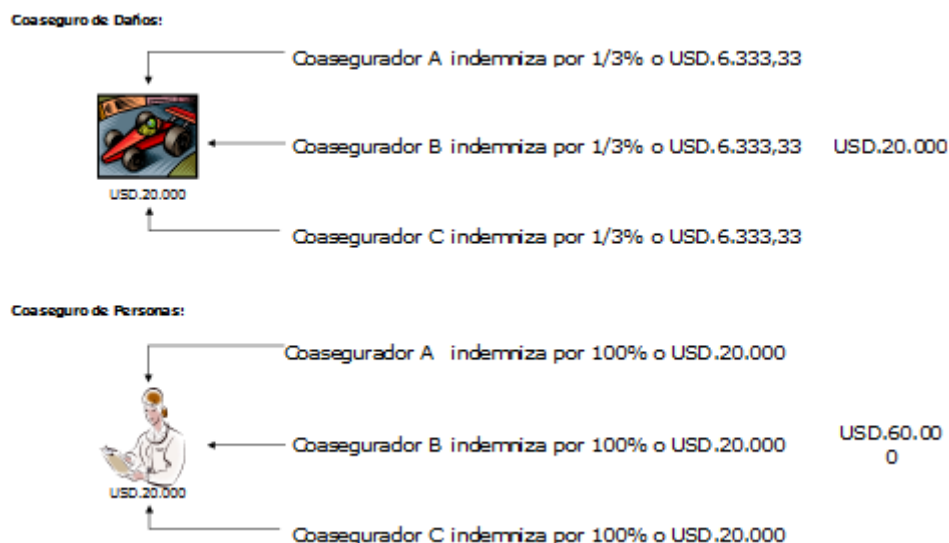 Coaseguro de Daños:
Coasegurador A indemniza por 1/3% o USD.6.333,33
Coasegurador B indemniza por 1/3% o USD.6.333,33
USD.20.000
USD.20.000
Coasegurador C indemniza por 1/3% o USD.6.333,33
Coaseguro de Personas:
Coasegurador A indemniza por 100% o USD.20.000
Coasegurador B indemniza por 100% o USD.20.000
USD.60.00
0
USD.20.000
Coasegurador C indemniza por 100% o USD.20.000